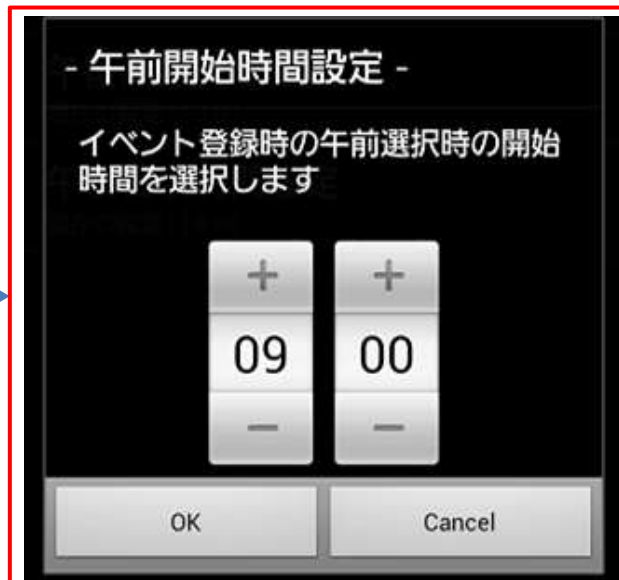 - 午前開始時間設定 -
イベント登録時の午前選択時の開始
時間を選択します
+ +
09 00
- -
OK Cancel